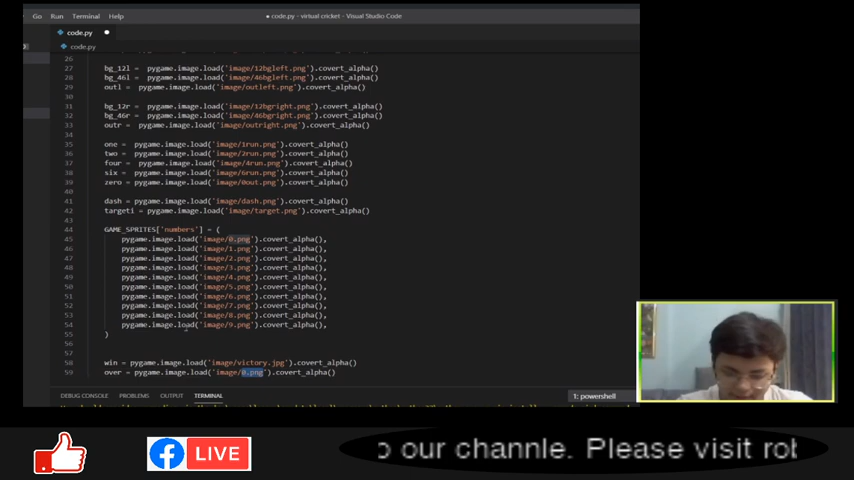 Go Run Terminal Help
● code.py - virtual cricket - Visual Studio Code
code.py ●
code.py
26
27 bg_12l = pygame.image.load('image/12bgleft.png').covert_alpha()
28 bg_46l = pygame.image.load('image/46bgleft.png').covert_alpha()
29 outl = pygame.image.load('image/outleft.png').covert_alpha()
30
31 bg_12r = pygame.image.load('image/12bgright.png').covert_alpha()
32 bg_46r = pygame.image.load('image/46bgright.png').covert_alpha()
33 outr = pygame.image.load('image/outright.png').covert_alpha()
34
35 one = pygame.image.load('image/1run.png').covert_alpha()
36 two = pygame.image.load('image/2run.png').covert_alpha()
37 four = pygame.image.load('image/4run.png').covert_alpha()
38 six = pygame.image.load('image/6run.png').covert_alpha()
39 zero = pygame.image.load('image/0out.png').covert_alpha()
40
41 dash = pygame.image.load('image/dash.png').covert_alpha()
42 targeti = pygame.image.load('image/target.png').covert_alpha()
43
44 GAME_SPRITES['numbers'] = (
45 pygame.image.load('image/0.png').covert_alpha(),
46 pygame.image.load('image/1.png').covert_alpha(),
47 pygame.image.load('image/2.png').covert_alpha(),
48 pygame.image.load('image/3.png').covert_alpha(),
49 pygame.image.load('image/4.png').covert_alpha(),
50 pygame.image.load('image/5.png').covert_alpha(),
51 pygame.image.load('image/6.png').covert_alpha(),
52 pygame.image.load('image/7.png').covert_alpha(),
53 pygame.image.load('image/8.png').covert_alpha(),
54 pygame.image.load('image/9.png').covert_alpha(),
55 )
56
57
58 win = pygame.image.load('image/victory.jpg').covert_alpha()
59 over = pygame.image.load('image/0.png').covert_alpha()
DEBUG CONSOLE PROBLEMS OUTPUT TERMINAL
1: powershell
LIVE
o our channle. Please visit rob